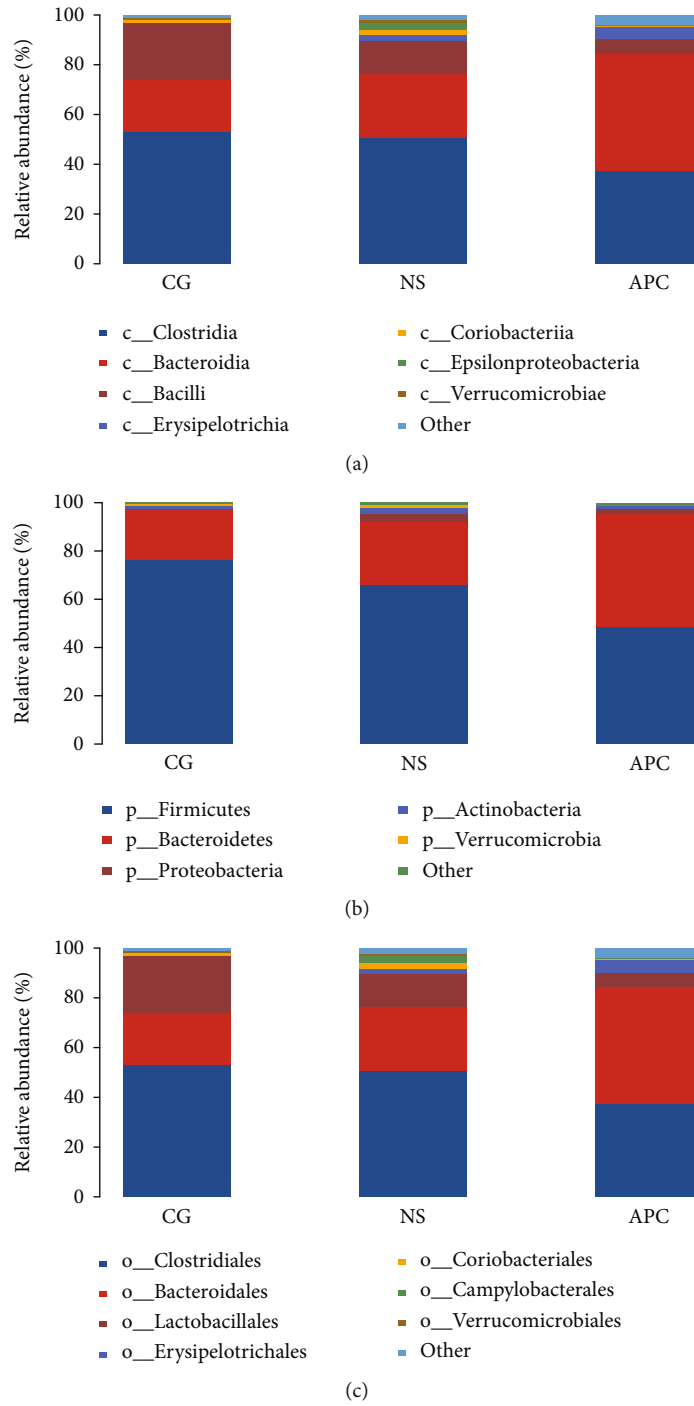 Relative abundance (%)
100
80
60
40
20
0
CG
NS
APC
c__Clostridia
c__Coriobacteriia
c__Bacteroidia
c__Epsilonproteobacteria
c__Bacilli
c__Verrucomicrobiae
c__Erysipelotrichia
Other
(a)
Relative abundance (%)
100
80
60
40
20
0
CG
NS
APC
p__Firmicutes
p__Actinobacteria
p__Bacteroidetes
p__Verrucomicrobia
p__Proteobacteria
Other
(b)
Relative abundance (%)
100
80
60
40
20
0
CG
NS
APC
o__Clostridiales
o__Coriobacteriales
o__Bacteroidales
o__Campylobacterales
o__Lactobacillales
o__Verrucomicrobiales
o__Erysipelotrichales
Other
(c)